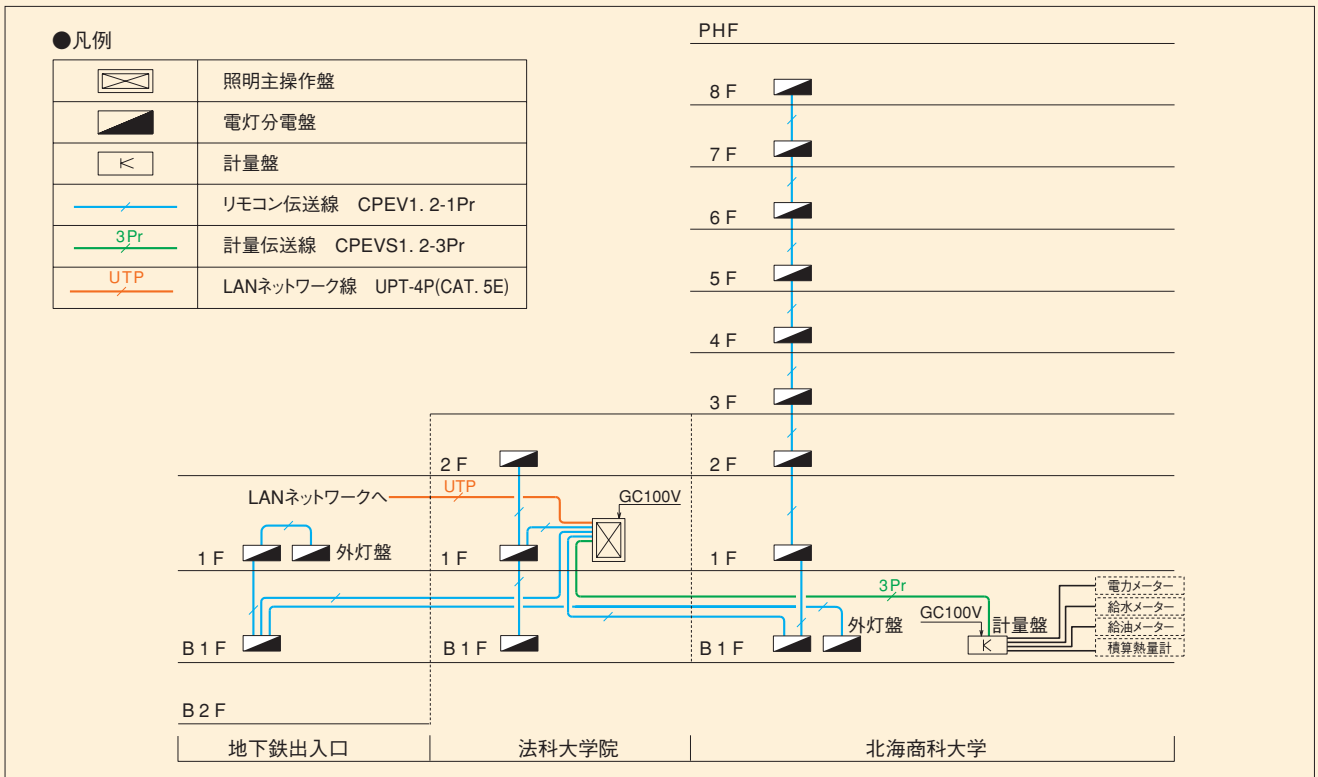 ●凡例
照明主操作盤
電灯分電盤
K 計量盤
リモコン伝送線 CPEV1. 2-1Pr
3Pr 計量伝送線 CPEVS1. 2-3Pr
UTP LANネットワーク線 UPT-4P(CAT. 5E)
PHF
8 F
7 F
6 F
5 F
4 F
3 F
2 F
2 F
LANネットワークへ
UTP
GC100V
1 F
外灯盤
1 F
1 F
3Pr
GC100V
計量盤
K
電力メーター
給水メーター
給油メーター
積算熱量計
B 1 F
B 1 F
B 1 F
外灯盤
B 2 F
地下鉄出入口
法科大学院
北海商科大学